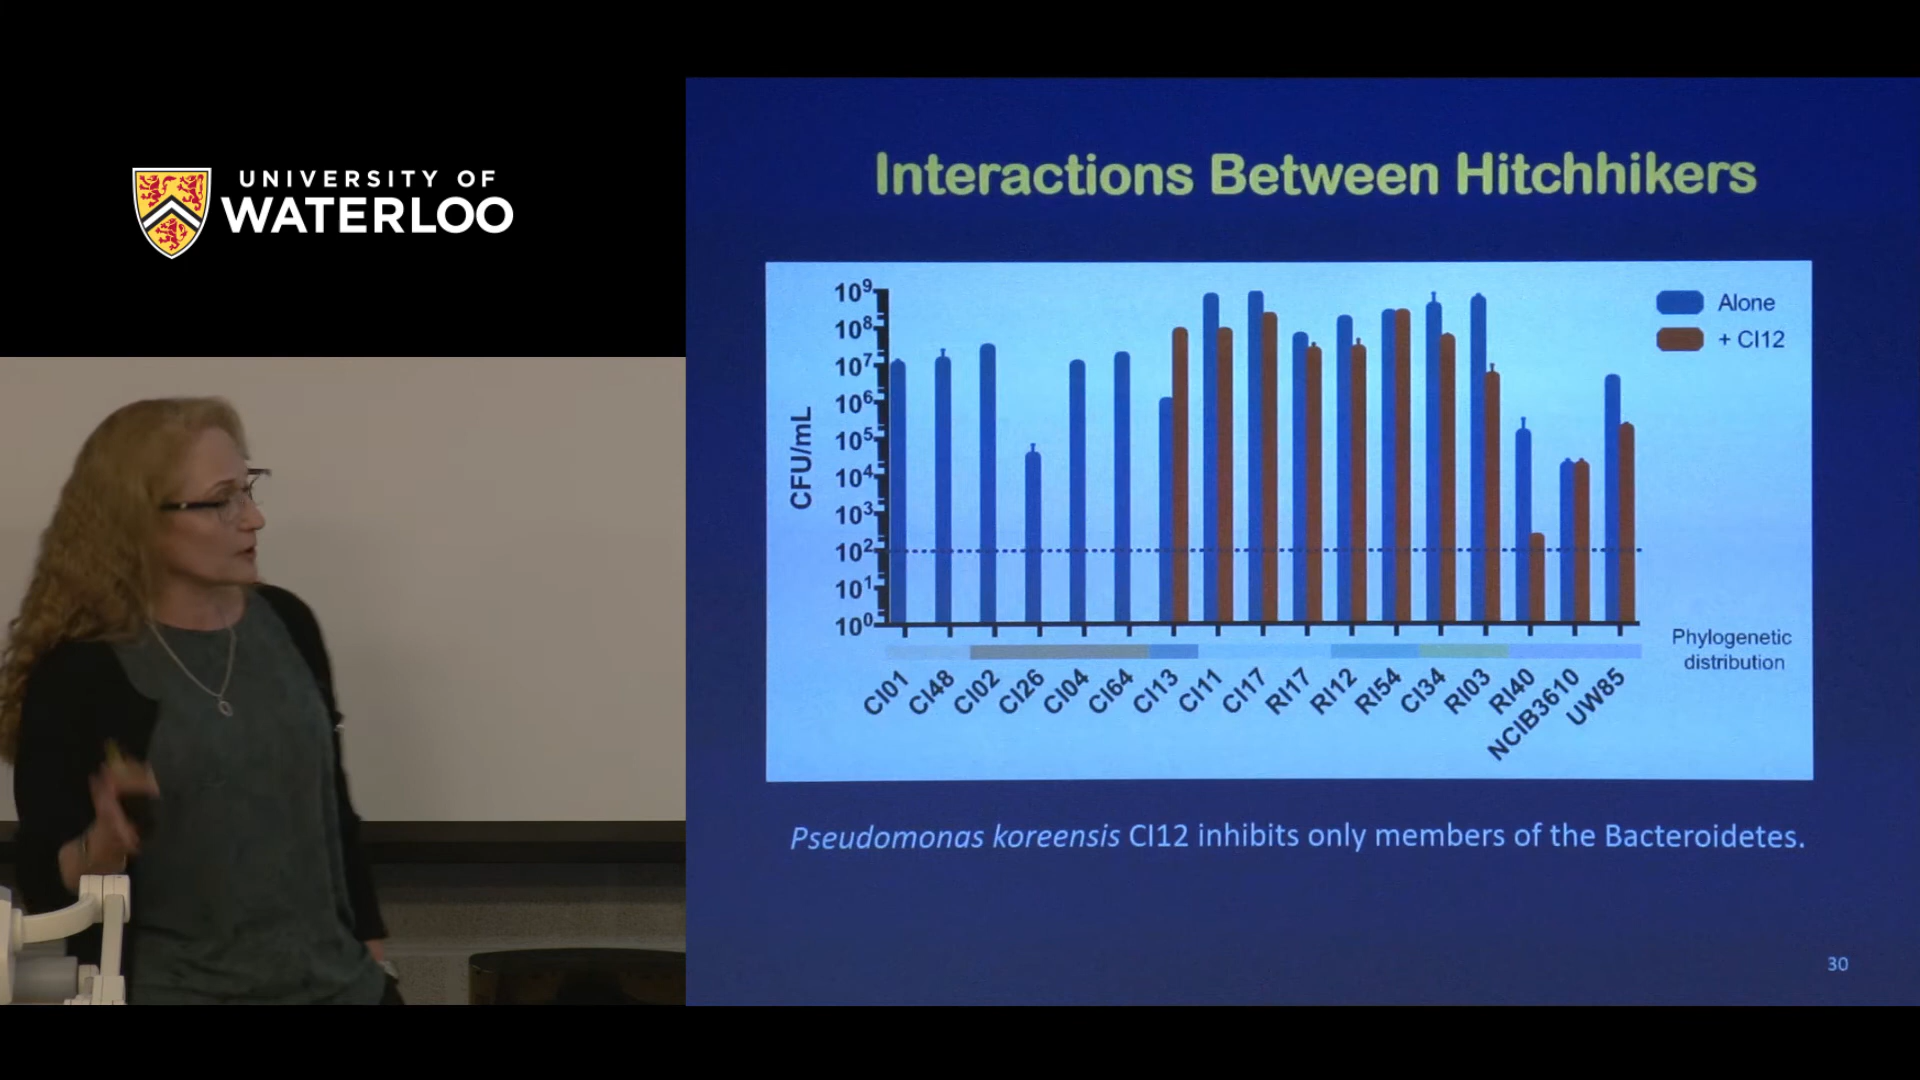 UNIVERSITY OF
WATERLOO
Interactions Between Hitchhikers
10⁹
10⁸
10⁷
10⁶
10⁵
10⁴
10³
10²
10¹
10⁰
CFU/mL
Alone
+ CI12
Phylogenetic
distribution
CI01
CI48
CI02
CI26
CI04
CI64
CI13
CI11
CI17
RI17
RI12
RI54
CI34
RI03
RI40
NCIB3610
UW85
Pseudomonas koreensis CI12 inhibits only members of the Bacteroidetes.
30